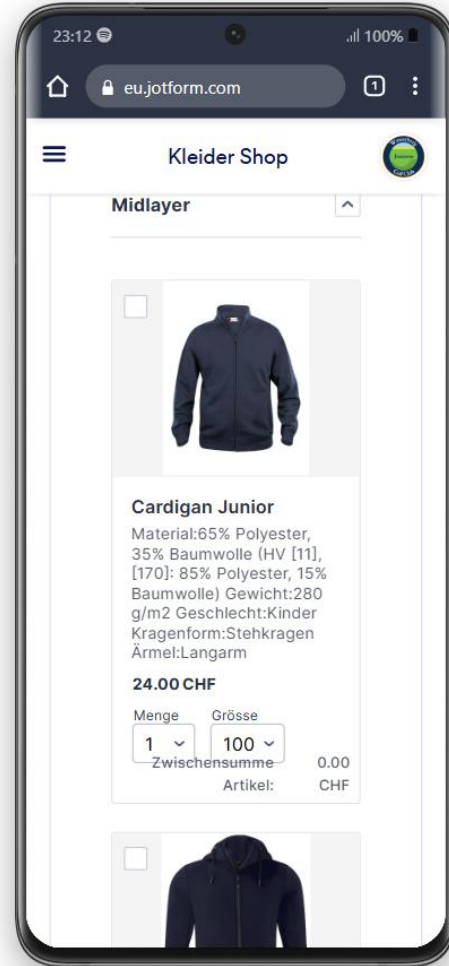 23:12
100%
eu.jotform.com
1
Kleider Shop
Midlayer
Cardigan Junior
Material:65% Polyester,
35% Baumwolle (HV [11],
[170]: 85% Polyester, 15%
Baumwolle) Gewicht:280
g/m2 Geschlecht:Kinder
Kragenform:Stehkragen
Ärmel:Langarm
24.00 CHF
Menge Grösse
1 100
Zwischensumme 0.00
Artikel: CHF